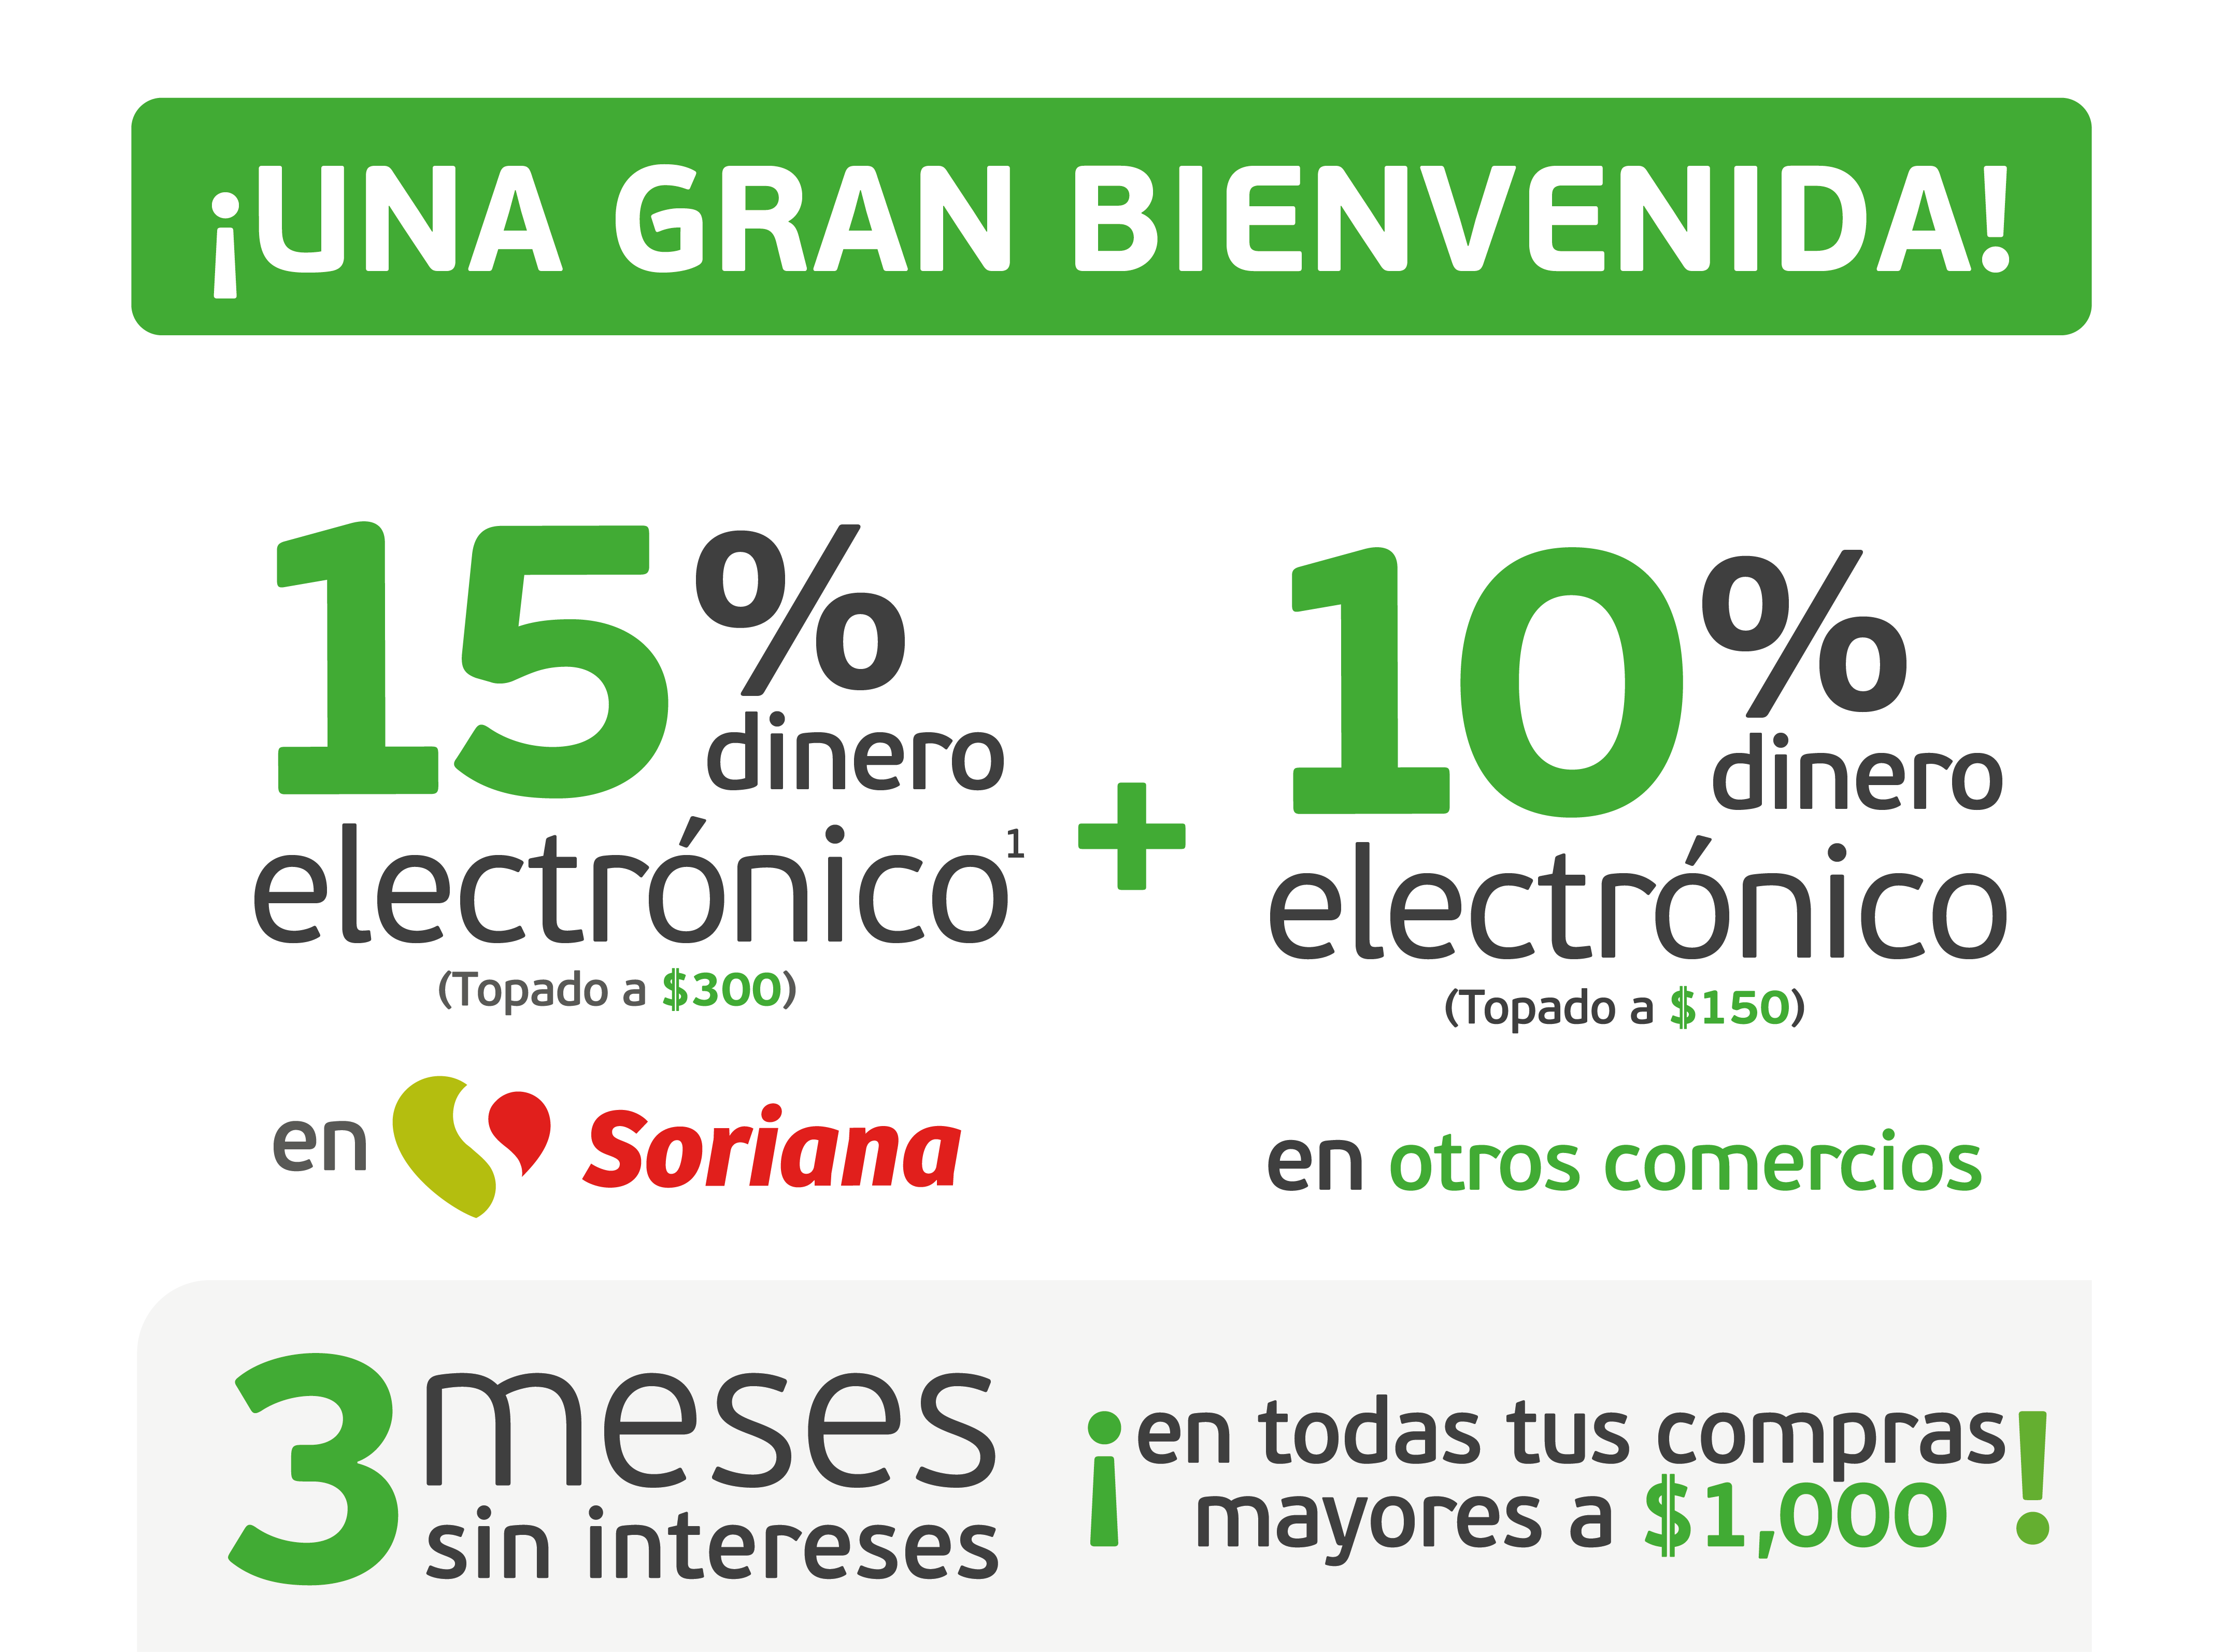 ¡UNA GRAN BIENVENIDA!
15%
dinero
electrónico¹
(Topado a $300)
en Soriana
+
10%
dinero
electrónico
(Topado a $150)
en otros comercios
3 meses
sin intereses
¡en todas tus compras
mayores a $1,000!